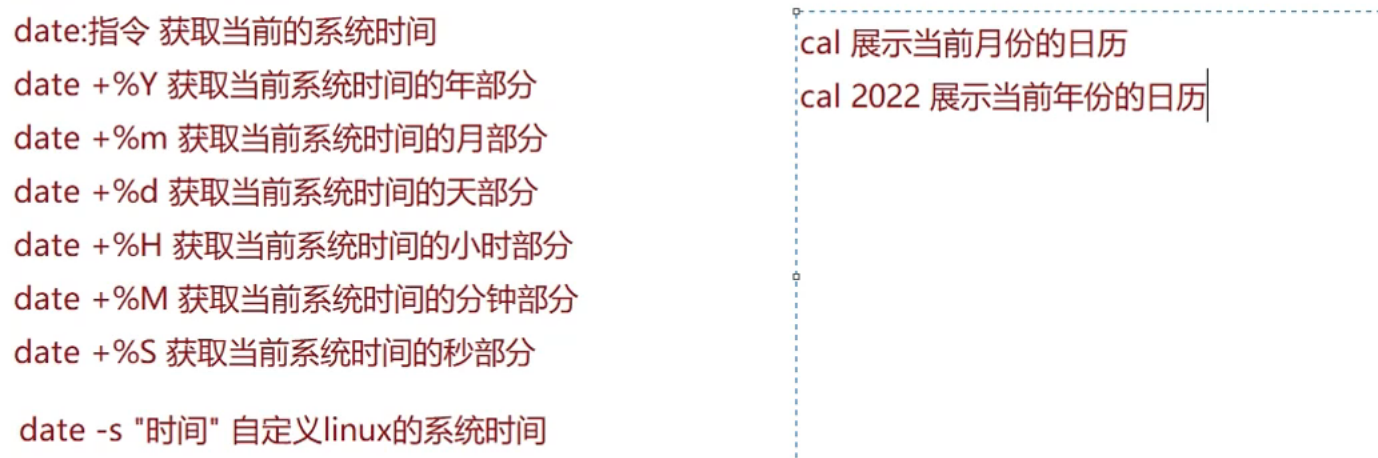 date:指令 获取当前的系统时间
date +%Y 获取当前系统时间的年部分
date +%m 获取当前系统时间的月部分
date +%d 获取当前系统时间的天部分
date +%H 获取当前系统时间的小时部分
date +%M 获取当前系统时间的分钟部分
date +%S 获取当前系统时间的秒部分
date -s "时间" 自定义linux的系统时间
cal 展示当前月份的日历
cal 2022 展示当前年份的日历